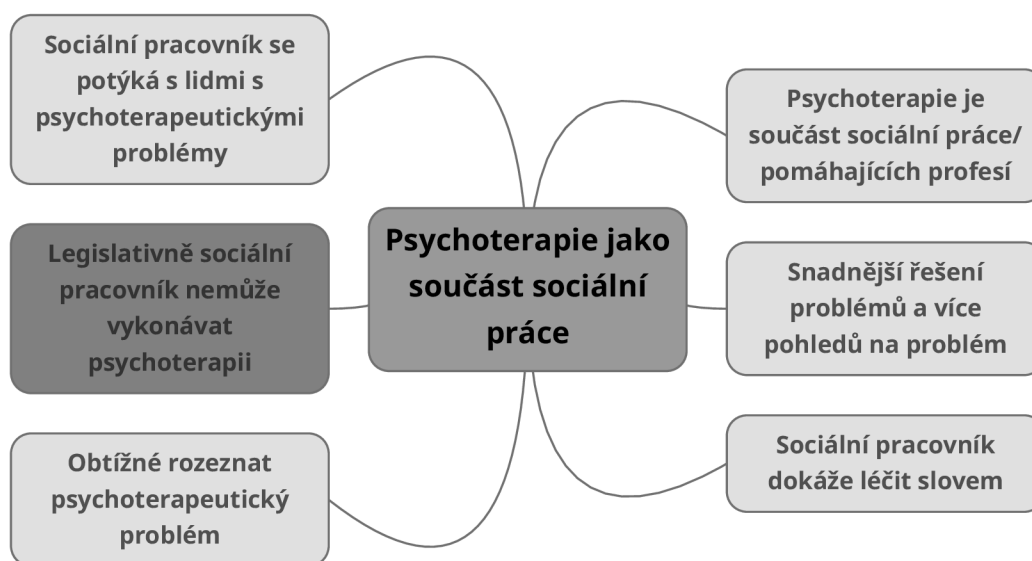 Sociální pracovník se
potýká s lidmi s
psychoterapeutickými
problémy
Legislativně sociální
pracovník nemůže
vykonávat
psychoterapii
Obtížné rozeznat
psychoterapeutický
problém
Psychoterapie jako
součást sociální
práce
Psychoterapie je
součást sociální práce/
pomáhajících profesí
Snadnější řešení
problémů a více
pohledů na problém
Sociální pracovník
dokáže léčit slovem